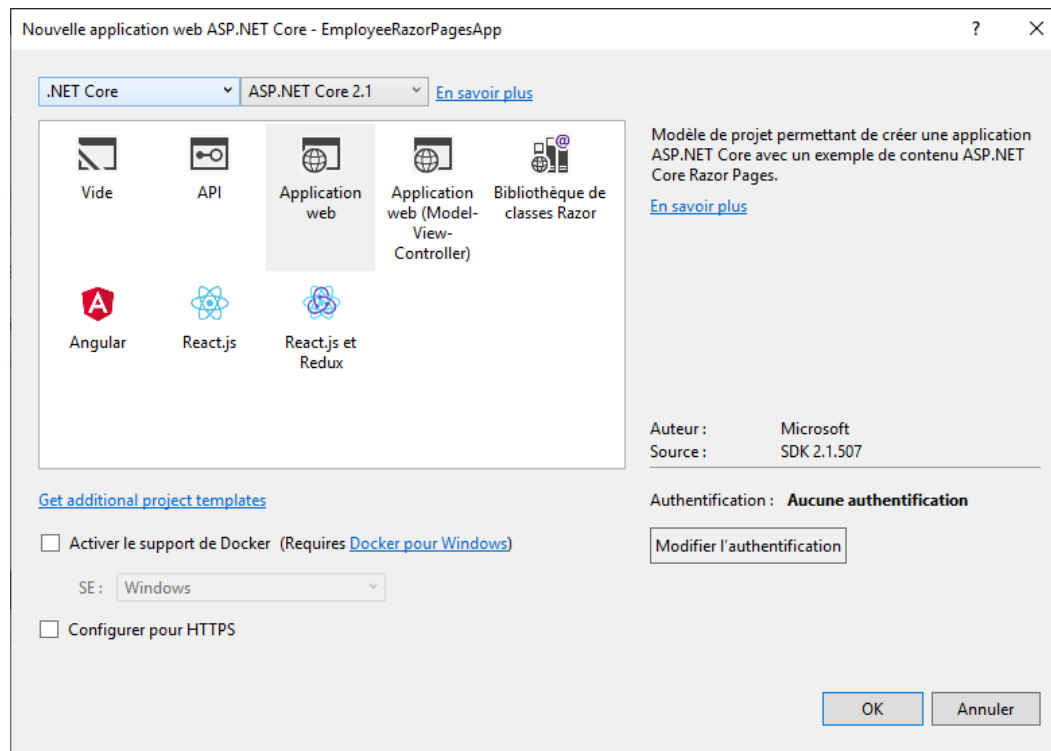 Nouvelle application web ASP.NET Core - EmployeeRazorPagesApp
?
.NET Core
ASP.NET Core 2.1
En savoir plus
Vide
API
Application
web
Application
web (Model-
View-
Controller)
Bibliothèque de
classes Razor
Angular
React.js
React.js et
Redux
Modèle de projet permettant de créer une application
ASP.NET Core avec un exemple de contenu ASP.NET
Core Razor Pages.
En savoir plus
Auteur : Microsoft
Source : SDK 2.1.507
Get additional project templates
Authentification : Aucune authentification
Activer le support de Docker (Requires Docker pour Windows)
Modifier l'authentification
SE : Windows
Configurer pour HTTPS
OK
Annuler